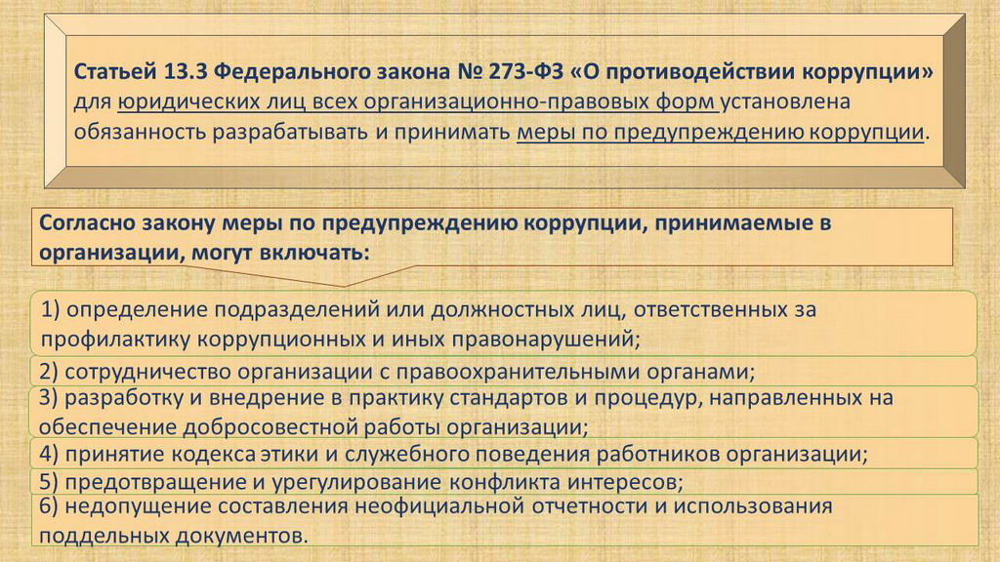 Статьей 13.3 Федерального закона № 273-ФЗ «О противодействии коррупции»
для юридических лиц всех организационно-правовых форм установлена
обязанность разрабатывать и принимать меры по предупреждению коррупции.
Согласно закону меры по предупреждению коррупции, принимаемые в
организации, могут включать:
1) определение подразделений или должностных лиц, ответственных за
профилактику коррупционных и иных правонарушений;
2) сотрудничество организации с правоохранительными органами;
3) разработку и внедрение в практику стандартов и процедур, направленных на
обеспечение добросовестной работы организации;
4) принятие кодекса этики и служебного поведения работников организации;
5) предотвращение и урегулирование конфликта интересов;
6) недопущение составления неофициальной отчетности и использования
поддельных документов.